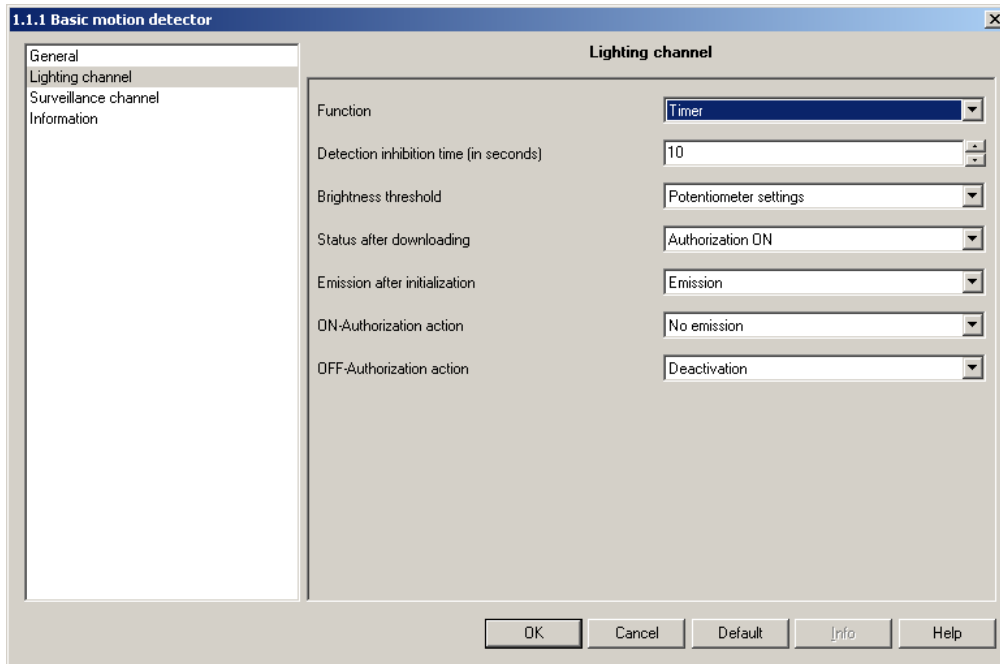 1.1.1 Basic motion detector
General
Lighting channel
Surveillance channel
Information
Lighting channel
Function
Timer
Detection inhibition time (in seconds)
10
Brightness threshold
Potentiometer settings
Status after downloading
Authorization ON
Emission after initialization
Emission
ON-Authorization action
No emission
OFF-Authorization action
Deactivation
OK
Cancel
Default
Info
Help